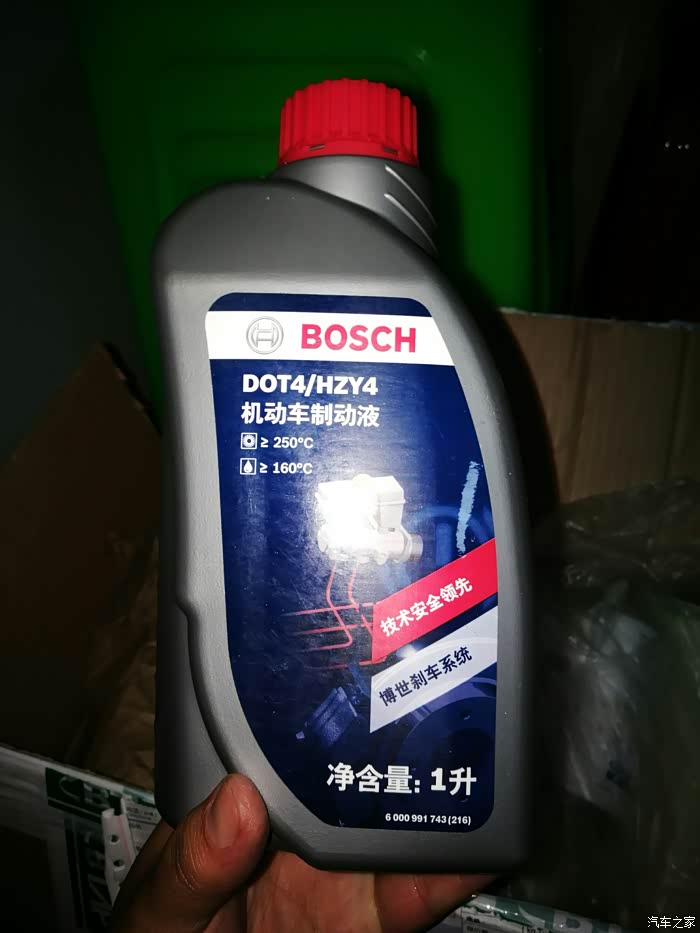 BOSCH
DOT4/HZY4
机动车制动液
≥ 250°C
≥ 160°C
技术安全领先
博世刹车系统
净含量: 1升
6 000 991 743 (216)
汽车之家